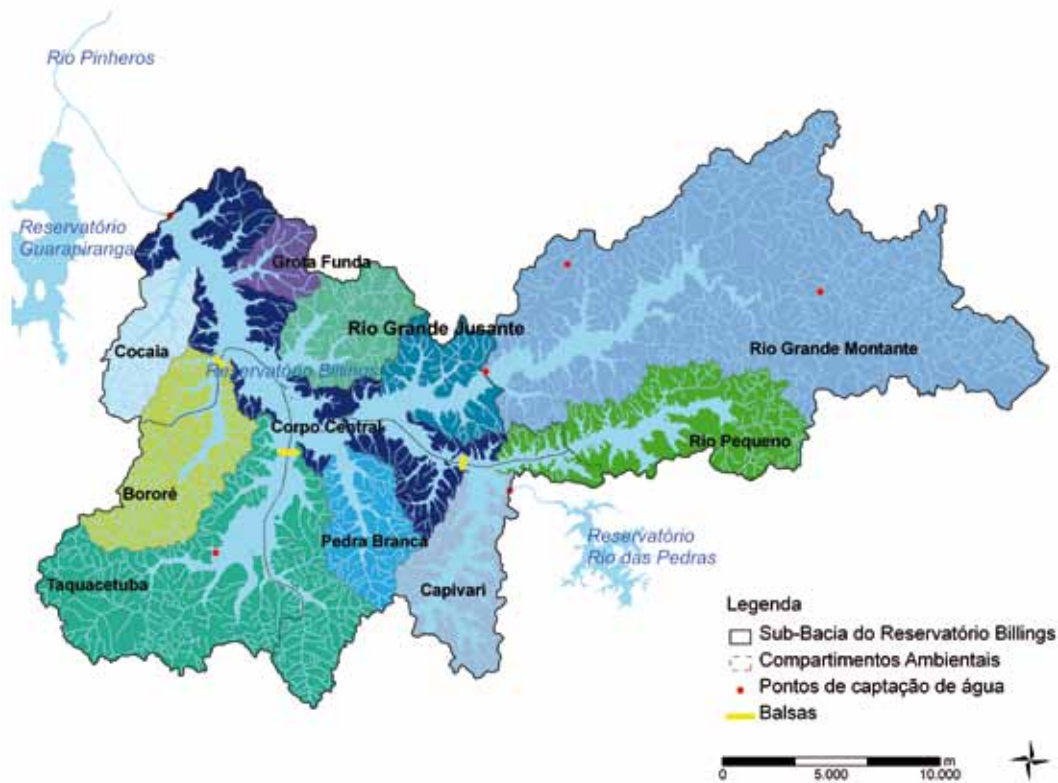 Rio Pinheros
Reservatório
Guarapiranga
Grota Funda
Rio Grande Jusante
Cocaia
Reservatório Billings
Rio Grande Montante
Corpo Central
Rio Pequeno
Bororé
Pedra Branca
Reservatório
Rio das Pedras
Taquacetuba
Capivari
Legenda
Sub-Bacia do Reservatório Billings
Compartimentos Ambientais
Pontos de captação de água
Balsas
m
0 5.000 10.000